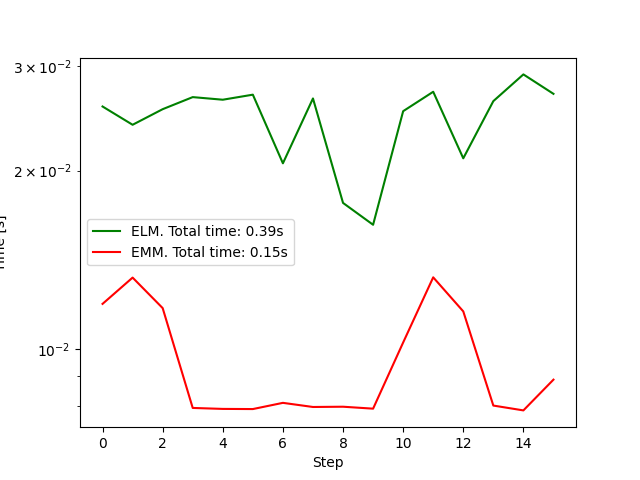 3 × 10⁻²
2 × 10⁻²
10⁻²
Time [s]
ELM. Total time: 0.39s
EMM. Total time: 0.15s
0 2 4 6 8 10 12 14
Step